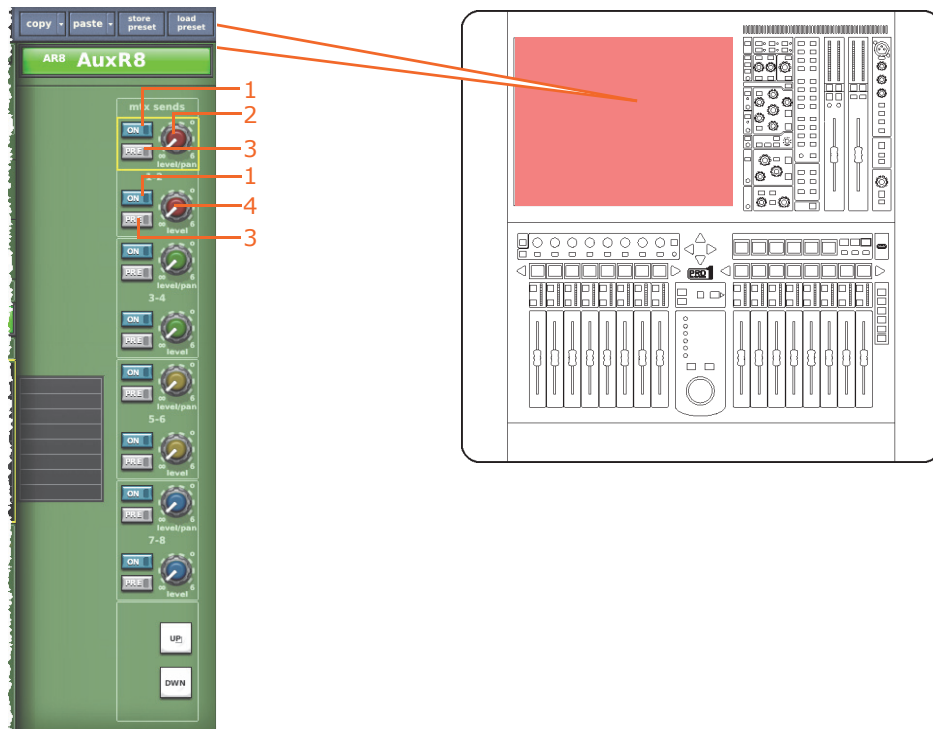 copy paste store preset load preset
AR8 AuxR8
mtx sends
1
ON 2
PRE 3
level/pan
1-2
1
ON
PRE 4
level 3
ON
PRE
level/pan
3-4
ON
PRE
level
ON
PRE
level/pan
5-6
ON
PRE
level
ON
PRE
level/pan
7-8
ON
PRE
level
UP
DWN
PRO1